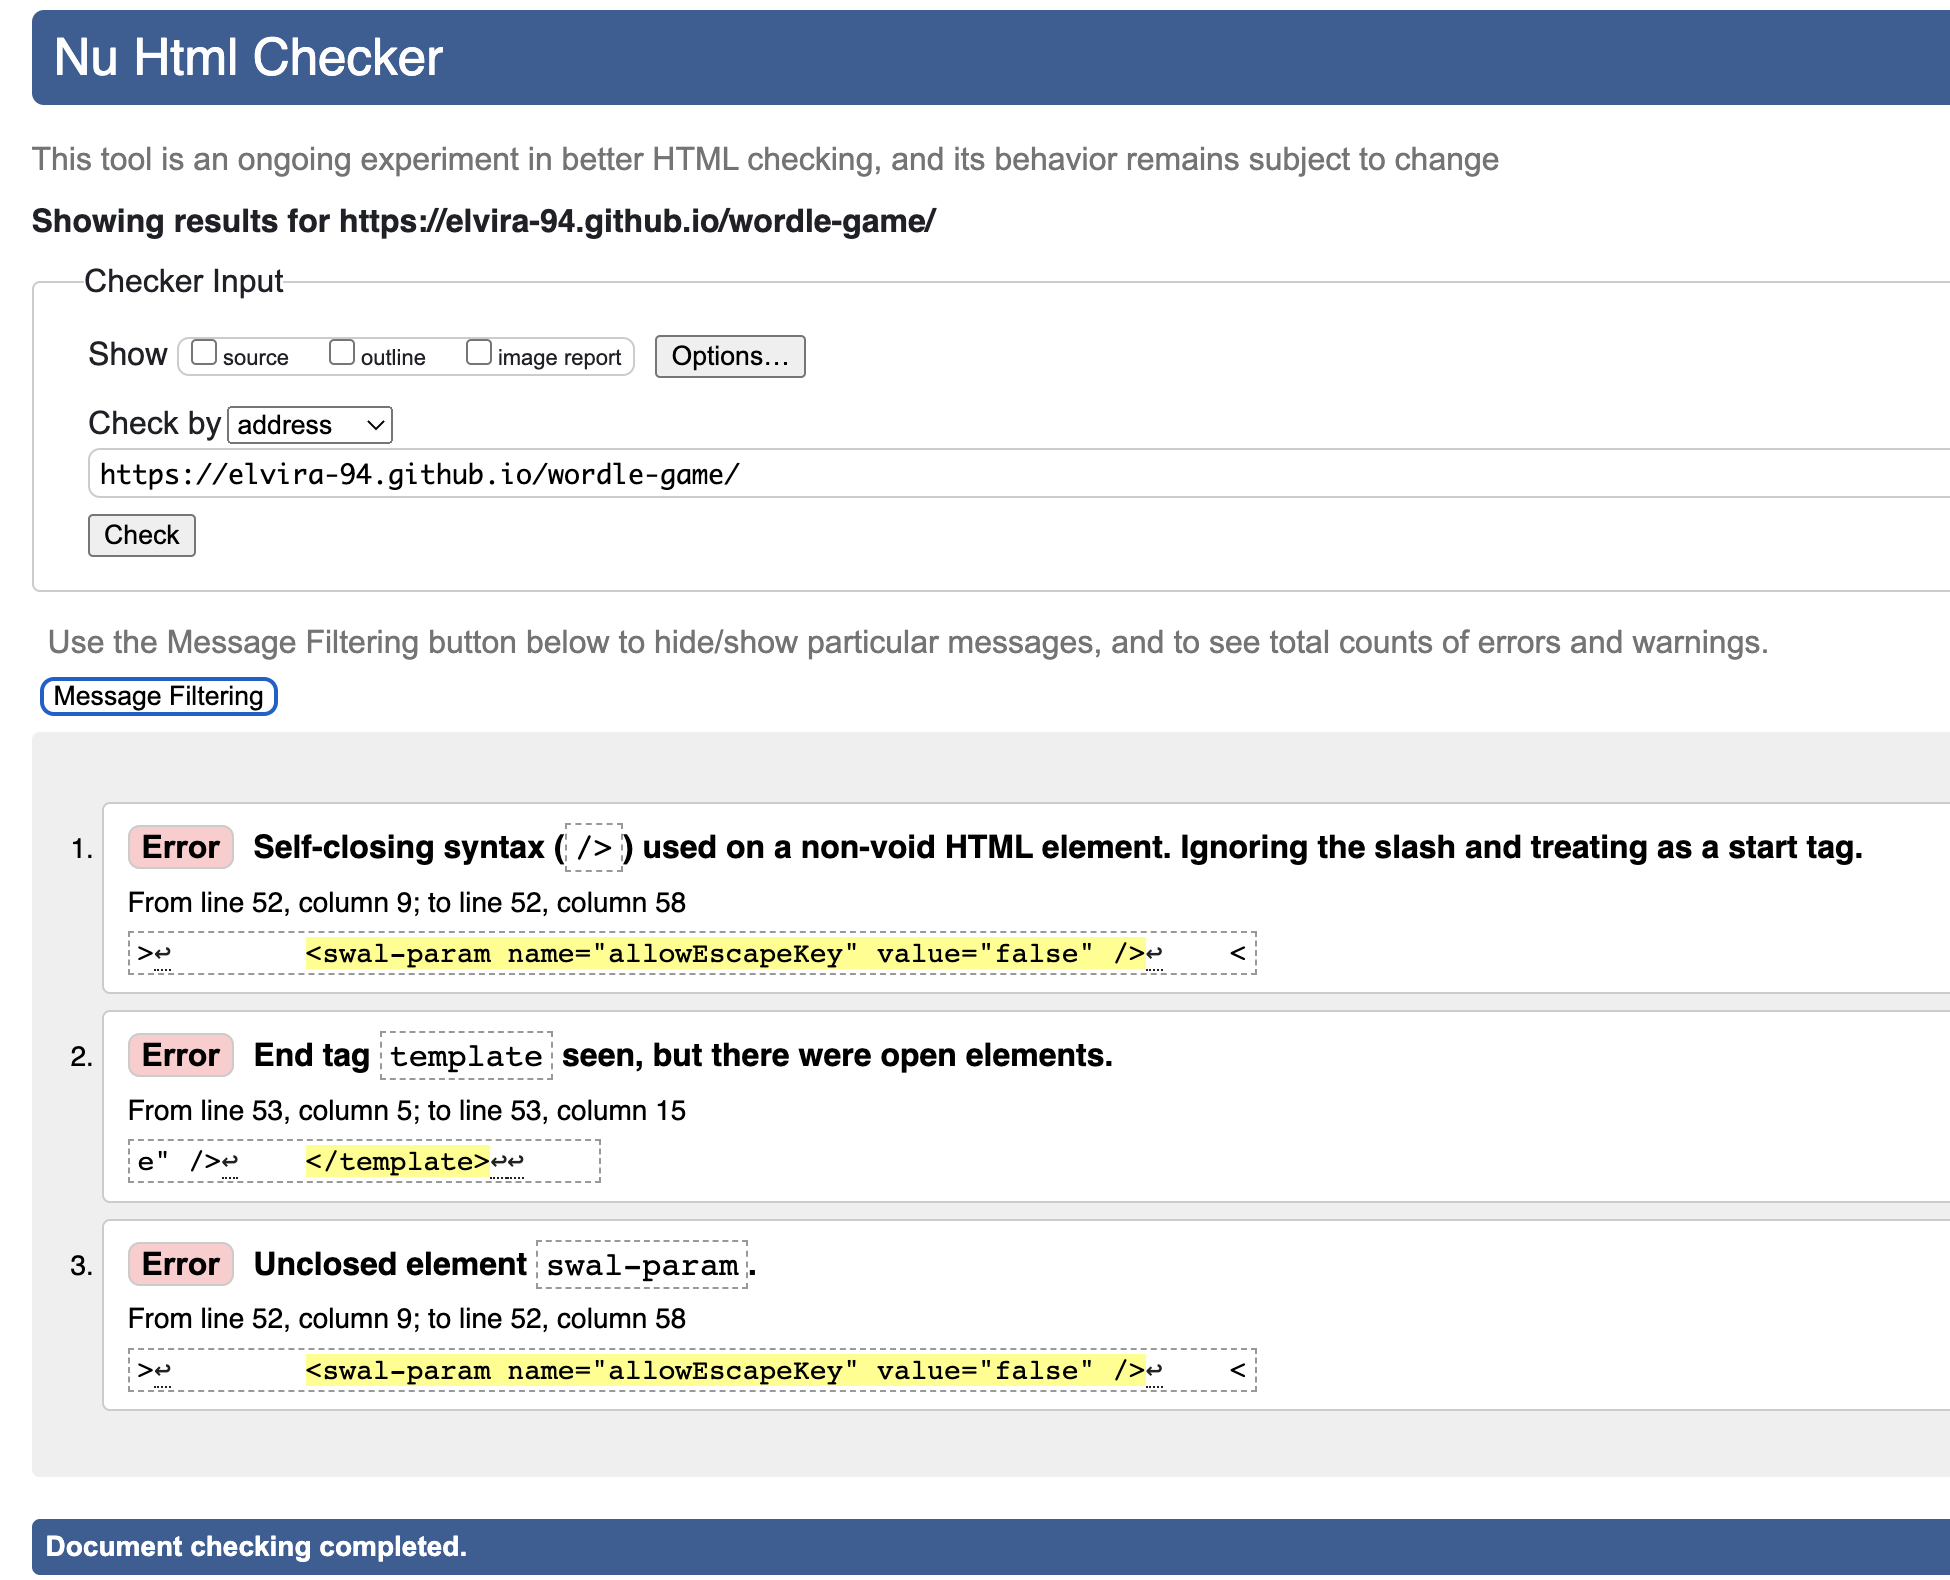 Nu Html Checker
This tool is an ongoing experiment in better HTML checking, and its behavior remains subject to change
Showing results for https://elvira-94.github.io/wordle-game/
Checker Input
Show source outline image report Options…
Check by address
https://elvira-94.github.io/wordle-game/
Check
Use the Message Filtering button below to hide/show particular messages, and to see total counts of errors and warnings.
Message Filtering
1. Error Self-closing syntax (/>) used on a non-void HTML element. Ignoring the slash and treating as a start tag.
From line 52, column 9; to line 52, column 58
>↩ <swal-param name="allowEscapeKey" value="false" />↩ <
2. Error End tag template seen, but there were open elements.
From line 53, column 5; to line 53, column 15
e" />↩ </template>↩↩
3. Error Unclosed element swal-param.
From line 52, column 9; to line 52, column 58
>↩ <swal-param name="allowEscapeKey" value="false" />↩ <
Document checking completed.